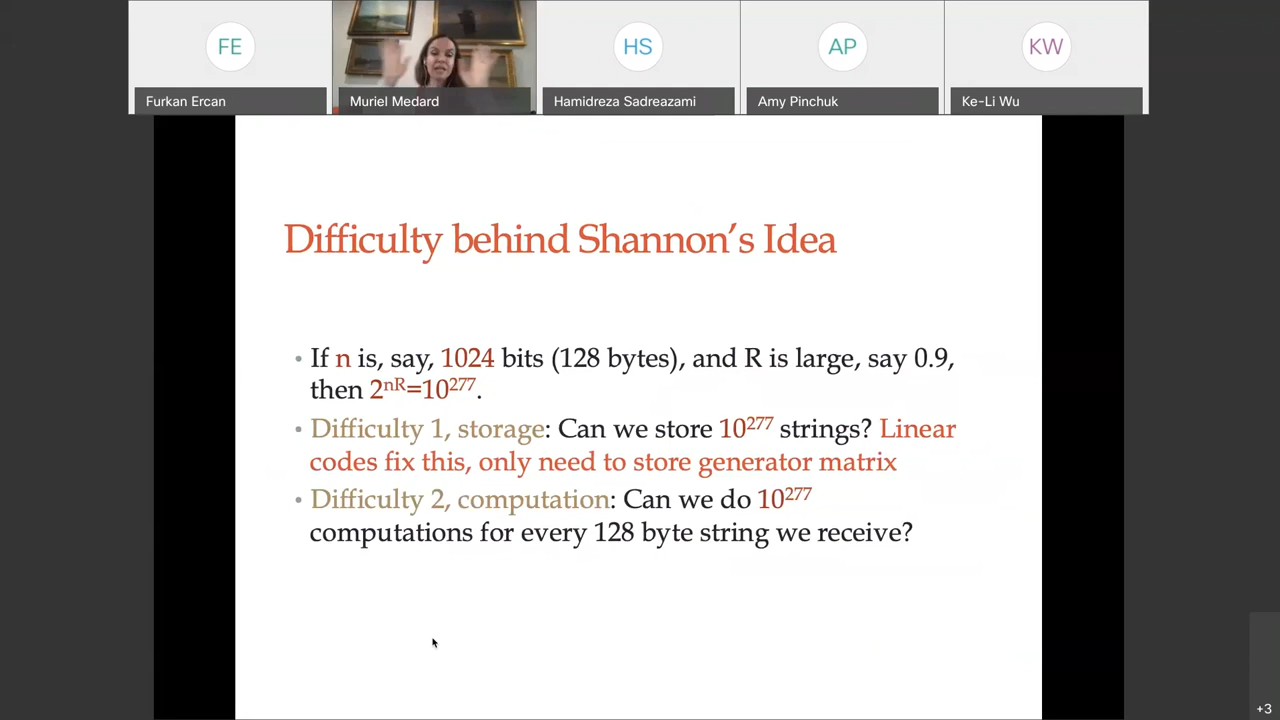 FE
HS
AP
KW
Furkan Ercan
Muriel Medard
Hamidreza Sadreazami
Amy Pinchuk
Ke-Li Wu
Difficulty behind Shannon's Idea
• If n is, say, 1024 bits (128 bytes), and R is large, say 0.9,
then 2ⁿᴿ=10²⁷⁷.
• Difficulty 1, storage: Can we store 10²⁷⁷ strings? Linear
codes fix this, only need to store generator matrix
• Difficulty 2, computation: Can we do 10²⁷⁷
computations for every 128 byte string we receive?
+3